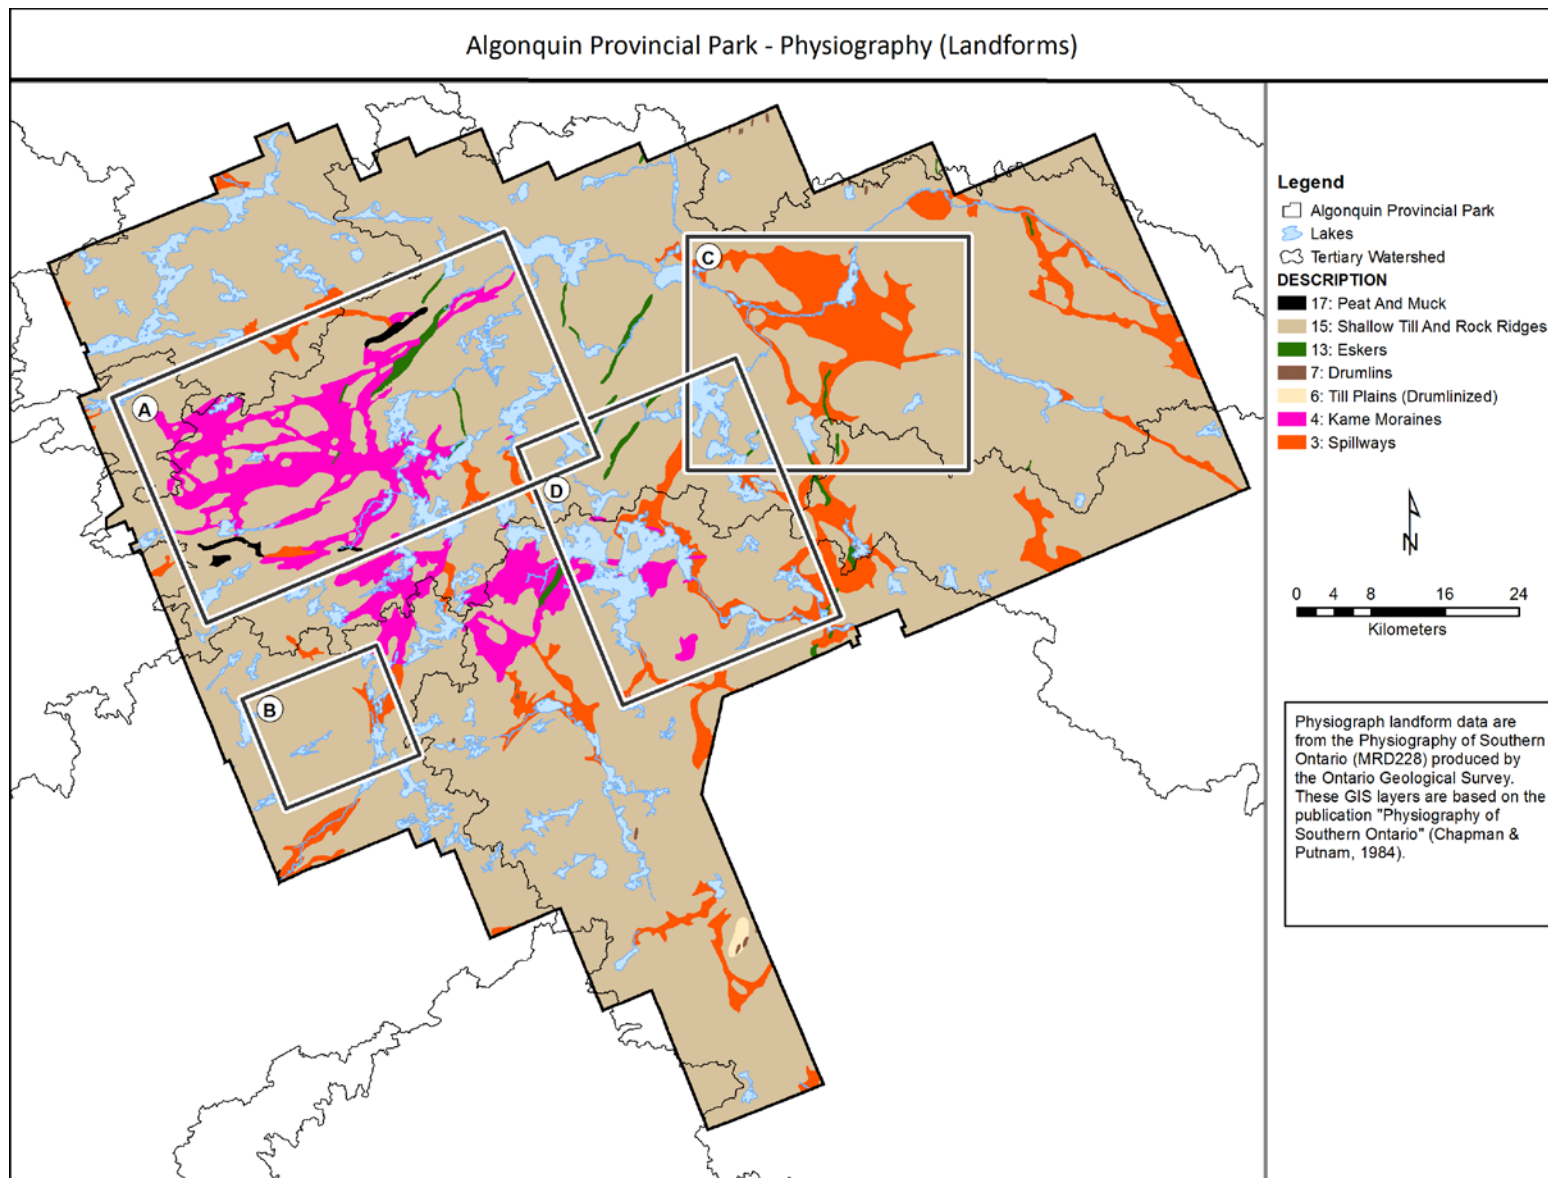 Algonquin Provincial Park - Physiography (Landforms)
A
B
C
D
Legend
Algonquin Provincial Park
Lakes
Tertiary Watershed
DESCRIPTION
17: Peat And Muck
15: Shallow Till And Rock Ridges
13: Eskers
7: Drumlins
6: Till Plains (Drumlinized)
4: Kame Moraines
3: Spillways
N
0 4 8 16 24
Kilometers
Physiograph landform data are
from the Physiography of Southern
Ontario (MRD228) produced by
the Ontario Geological Survey.
These GIS layers are based on the
publication "Physiography of
Southern Ontario" (Chapman &
Putnam, 1984).